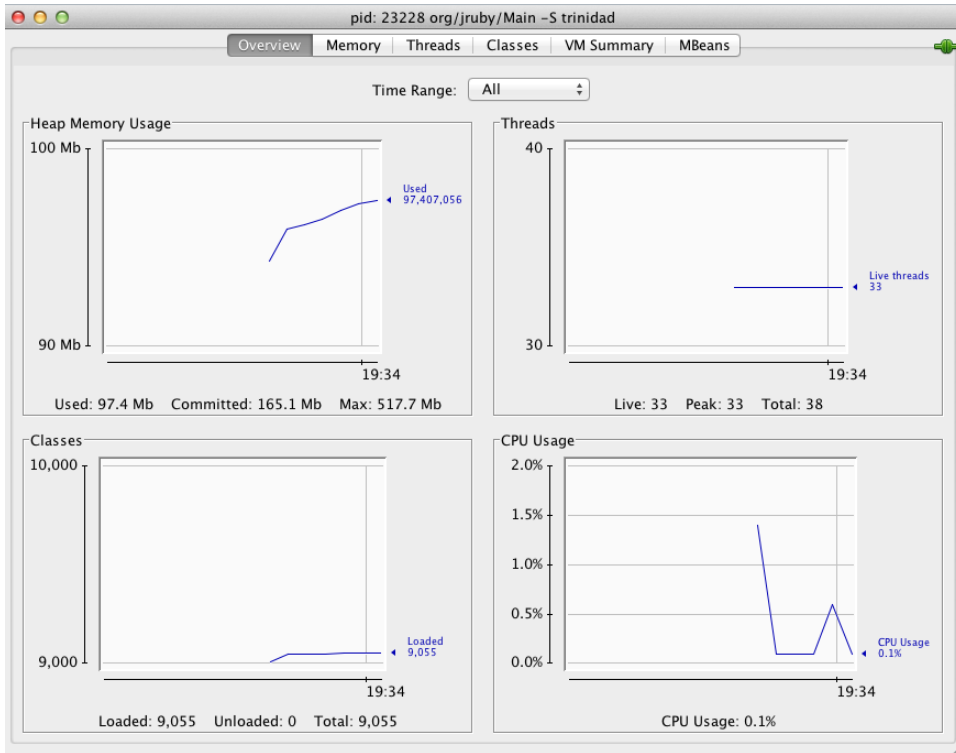 pid: 23228 org/jruby/Main -S trinidad
Overview Memory Threads Classes VM Summary MBeans
Time Range: All
Heap Memory Usage
100 Mb
Used
97,407,056
90 Mb
19:34
Used: 97.4 Mb Committed: 165.1 Mb Max: 517.7 Mb
Threads
40
Live threads
33
30
19:34
Live: 33 Peak: 33 Total: 38
Classes
10,000
Loaded
9,055
9,000
19:34
Loaded: 9,055 Unloaded: 0 Total: 9,055
CPU Usage
2.0%
1.5%
1.0%
0.5%
CPU Usage
0.1%
0.0%
19:34
CPU Usage: 0.1%